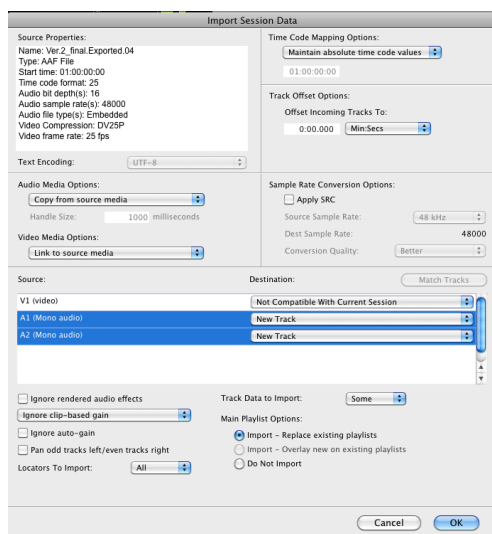 Import Session Data
Source Properties:
Name: Ver.2_final.Exported.04
Type: AAF File
Start time: 01:00:00:00
Time code format: 25
Audio bit depth(s): 16
Audio sample rate(s): 48000
Audio file type(s): Embedded
Video Compression: DV25P
Video frame rate: 25 fps
Text Encoding: UTF-8
Time Code Mapping Options:
Maintain absolute time code values
01:00:00:00
Track Offset Options:
Offset Incoming Tracks To:
0:00.000 Min:Secs
Audio Media Options:
Copy from source media
Handle Size: 1000 milliseconds
Video Media Options:
Link to source media
Sample Rate Conversion Options:
Apply SRC
Source Sample Rate: 48 kHz
Dest Sample Rate: 48000
Conversion Quality: Better
Source: Destination: Match Tracks
V1 (video) Not Compatible With Current Session
A1 (Mono audio) New Track
A2 (Mono audio) New Track
Ignore rendered audio effects
Ignore clip-based gain
Ignore auto-gain
Pan odd tracks left/even tracks right
Locators To Import: All
Track Data to Import: Some
Main Playlist Options:
Import - Replace existing playlists
Import - Overlay new on existing playlists
Do Not Import
Cancel OK